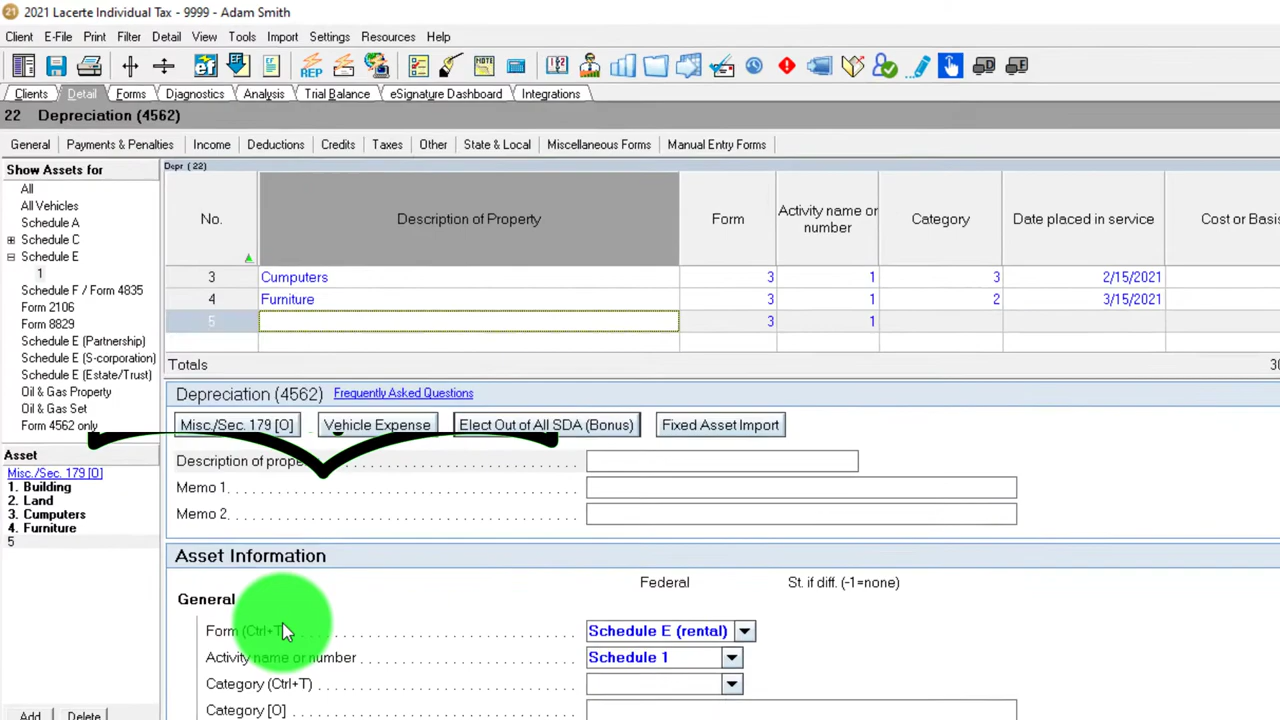 21 2021 Lacerte Individual Tax - 9999 - Adam Smith
Client E-File Print Filter Detail View Tools Import Settings Resources Help
ef REP NOTE 1120 D E
Clients Detail Forms Diagnostics Analysis Trial Balance eSignature Dashboard Integrations
22 Depreciation (4562)
General Payments & Penalties Income Deductions Credits Taxes Other State & Local Miscellaneous Forms Manual Entry Forms
Show Assets for
All
All Vehicles
Schedule A
Schedule C
Schedule E
1
Schedule F / Form 4835
Form 2106
Form 8829
Schedule E (Partnership)
Schedule E (S-corporation)
Schedule E (Estate/Trust)
Oil & Gas Property
Oil & Gas Set
Form 4562 only
Asset
Misc./Sec. 179 [O]
1. Building
2. Land
3. Cumputers
4. Furniture
5
Add Delete
Depr (22)
No. Description of Property Form Activity name or number Category Date placed in service Cost or Basis
3 Cumputers 3 1 3 2/15/2021
4 Furniture 3 1 2 3/15/2021
5 3 1
Totals 30
Depreciation (4562) Frequently Asked Questions
Misc./Sec. 179 [O] Vehicle Expense Elect Out of All SDA (Bonus) Fixed Asset Import
Description of property
Memo 1
Memo 2
Asset Information
Federal St. if diff. (-1=none)
General
Form (Ctrl+T) Schedule E (rental)
Activity name or number Schedule 1
Category (Ctrl+T)
Category [O]